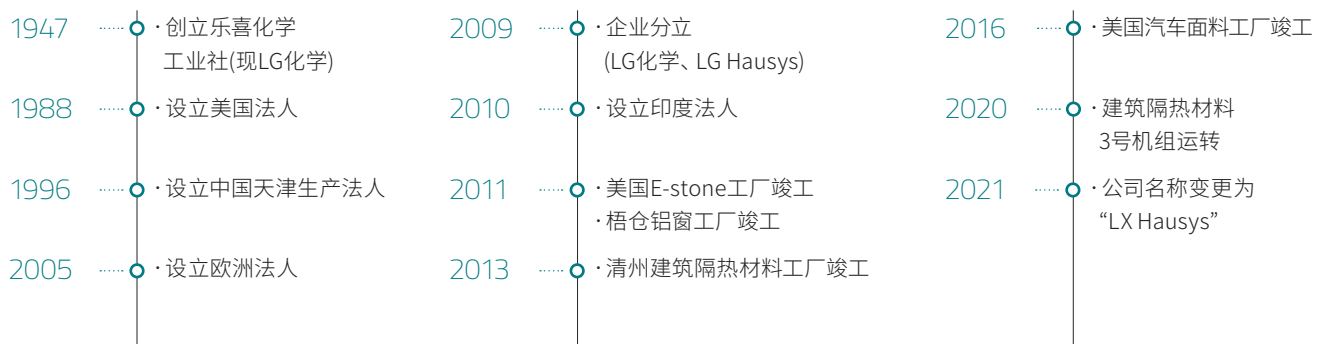 1947 · 创立乐喜化学
工业社(现LG化学)
1988 · 设立美国法人
1996 · 设立中国天津生产法人
2005 · 设立欧洲法人
2009 · 企业分立
(LG化学、LG Hausys)
2010 · 设立印度法人
2011 · 美国E-stone工厂竣工
· 梧仓铝窗工厂竣工
2013 · 清州建筑隔热材料工厂竣工
2016 · 美国汽车面料工厂竣工
2020 · 建筑隔热材料
3号机组运转
2021 · 公司名称变更为
“LX Hausys”